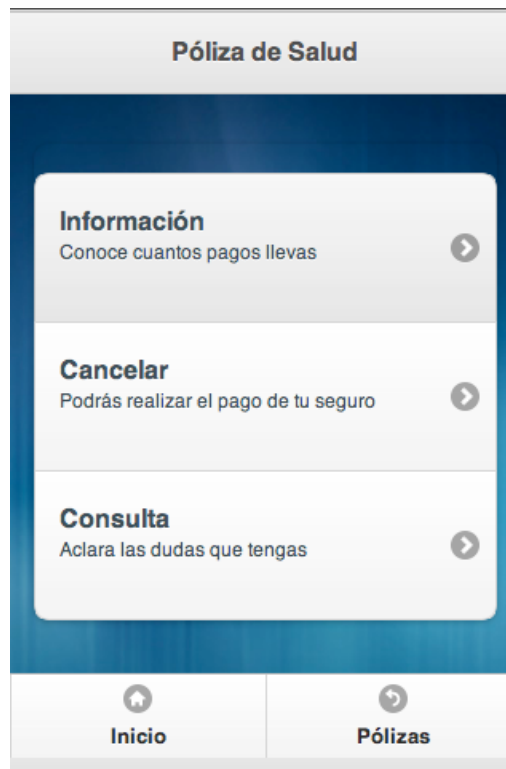 Póliza de Salud
Información
Conoce cuantos pagos llevas
Cancelar
Podrás realizar el pago de tu seguro
Consulta
Aclara las dudas que tengas
Inicio
Pólizas